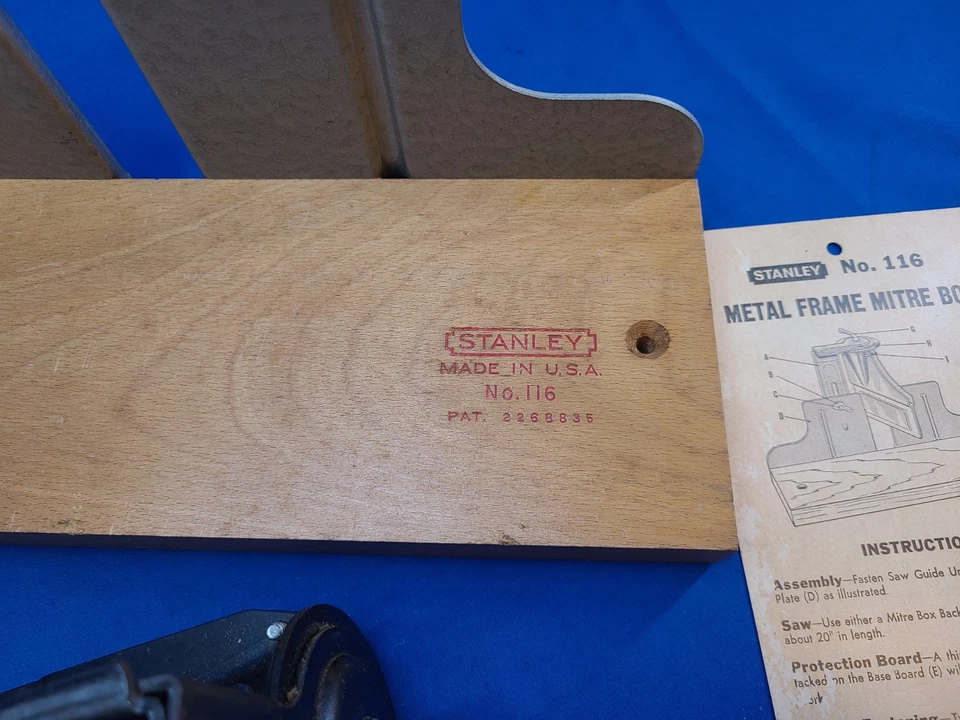 STANLEY
MADE IN U.S.A.
No. 116
PAT. 2268835
STANLEY No. 116
METAL FRAME MITRE BO
A
B
C
D
G
H
I
INSTRUCTIO
Assembly—Fasten Saw Guide Un
Plate (D) as illustrated.
Saw—Use either a Mitre Box Back
about 20" in length.
Protection Board—A thi
tacked on the Base Board (E) wil